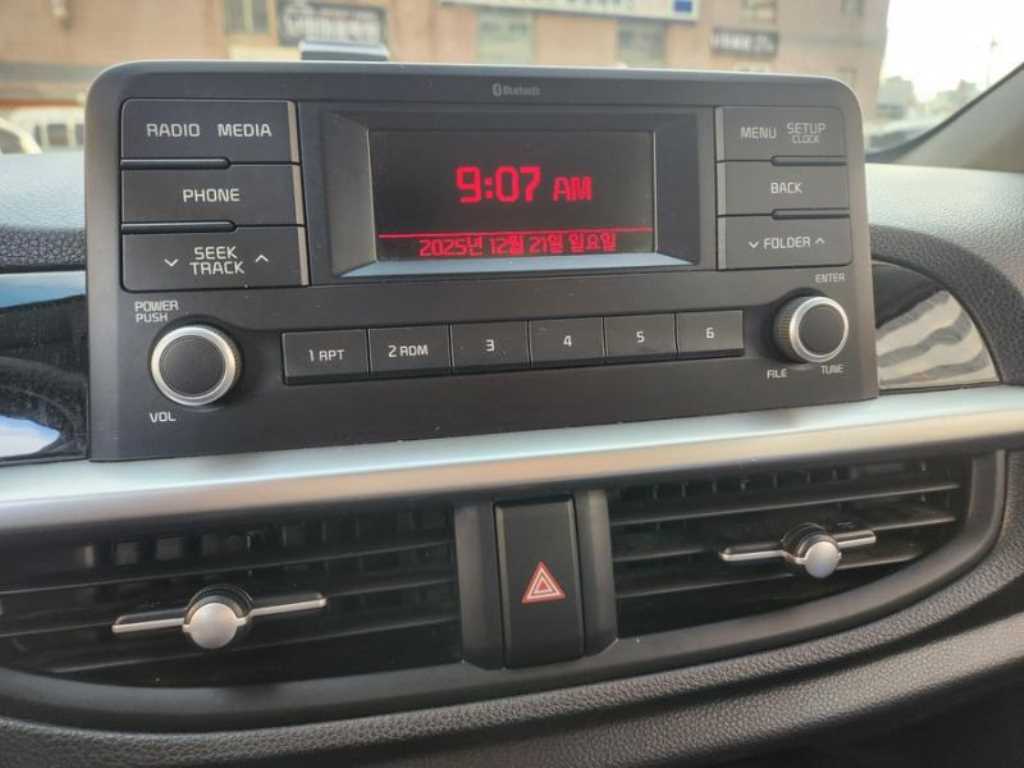 Bluetooth
RADIO MEDIA
MENU SETUP
CLOCK
PHONE
9:07 AM
BACK
SEEK
TRACK
2025년 12월 21일 일요일
FOLDER
POWER
PUSH
ENTER
1 RPT
2 RDM
3
4
5
6
VOL
FILE
TUNE